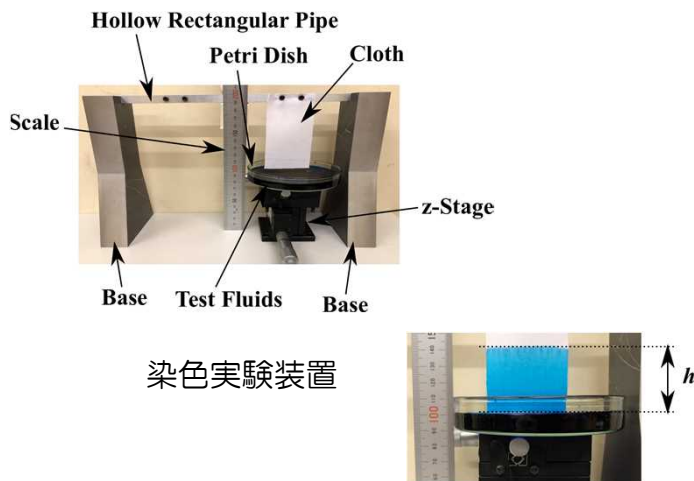 Hollow Rectangular Pipe
Petri Dish
Cloth
Scale
z-Stage
Base
Test Fluids
Base
染色実験装置
h
100